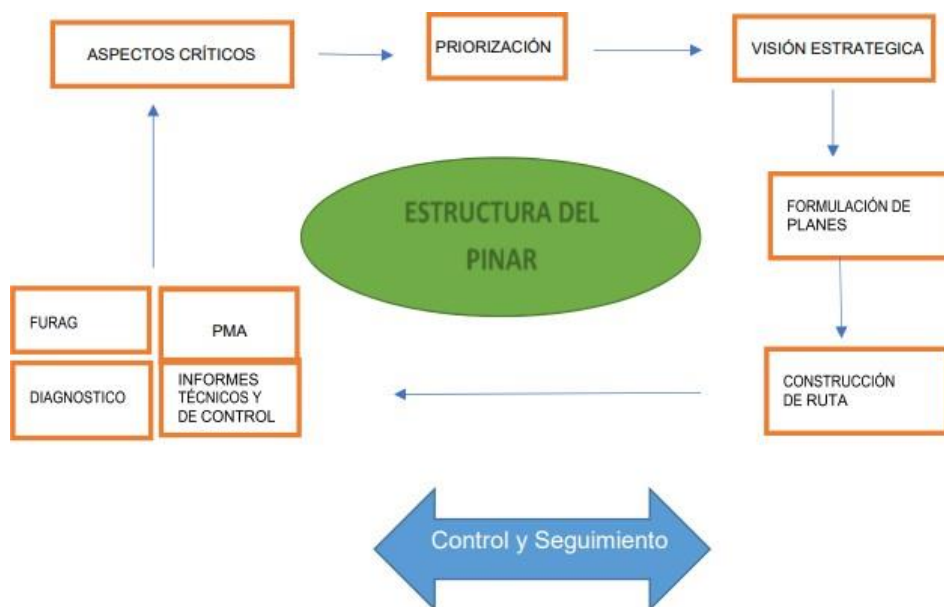 ASPECTOS CRÍTICOS
PRIORIZACIÓN
VISIÓN ESTRATEGICA
ESTRUCTURA DEL
PINAR
FORMULACIÓN DE
PLANES
FURAG
PMA
DIAGNOSTICO
INFORMES
TÉCNICOS Y
DE CONTROL
CONSTRUCCIÓN
DE RUTA
Control y Seguimiento